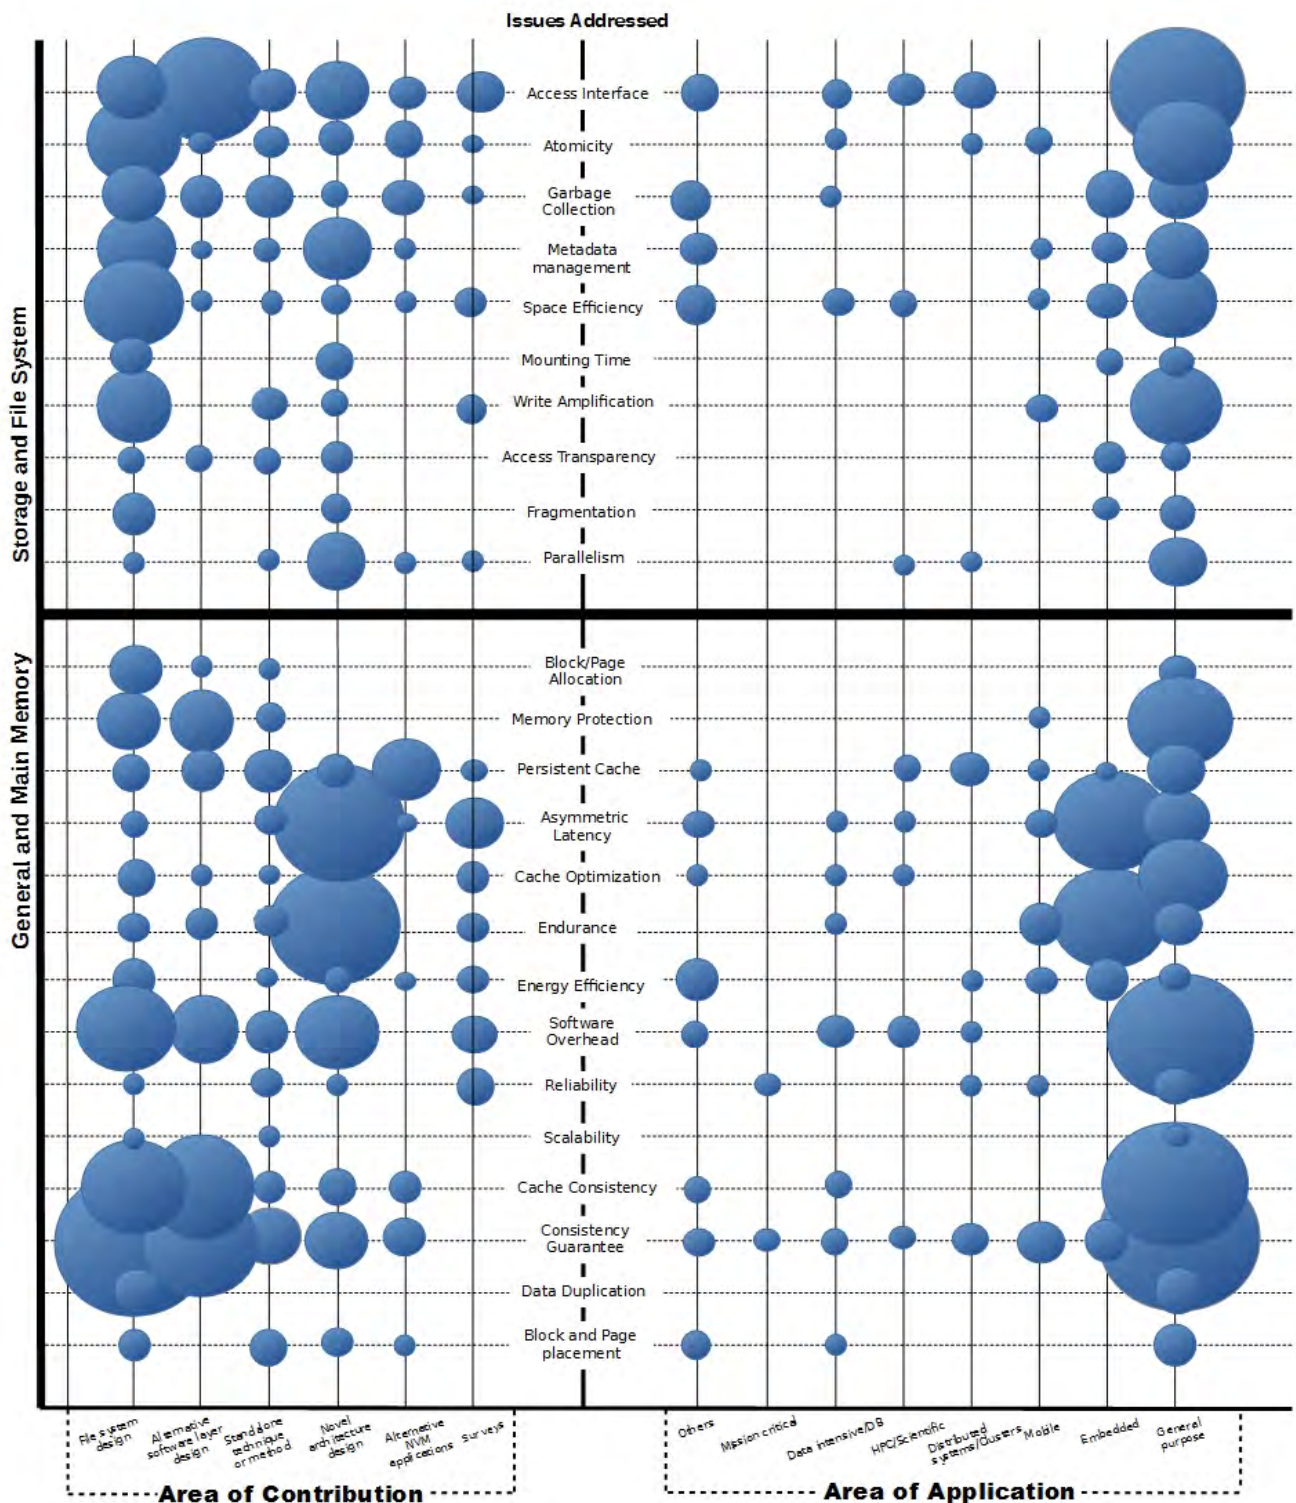 Issues Addressed
Storage and File System
Access Interface
Atomicity
Garbage
Collection
Metadata
management
Space Efficiency
Mounting Time
Write Amplification
Access Transparency
Fragmentation
Parallelism
General and Main Memory
Block/Page
Allocation
Memory Protection
Persistent Cache
Asymmetric
Latency
Cache Optimization
Endurance
Energy Efficiency
Software
Overhead
Reliability
Scalability
Cache Consistency
Consistency
Guarantee
Data Duplication
Block and Page
placement
File system
design
Alternative
software layer
design
Standalone
technique
or method
Novel
architecture
design
Alternative
NVM
applications
Surveys
Others
Mission critical
Data intensive/DB
HPC/Scientific
Distributed
systems/Clusters
Mobile
Embedded
General
purpose
Area of Contribution
Area of Application